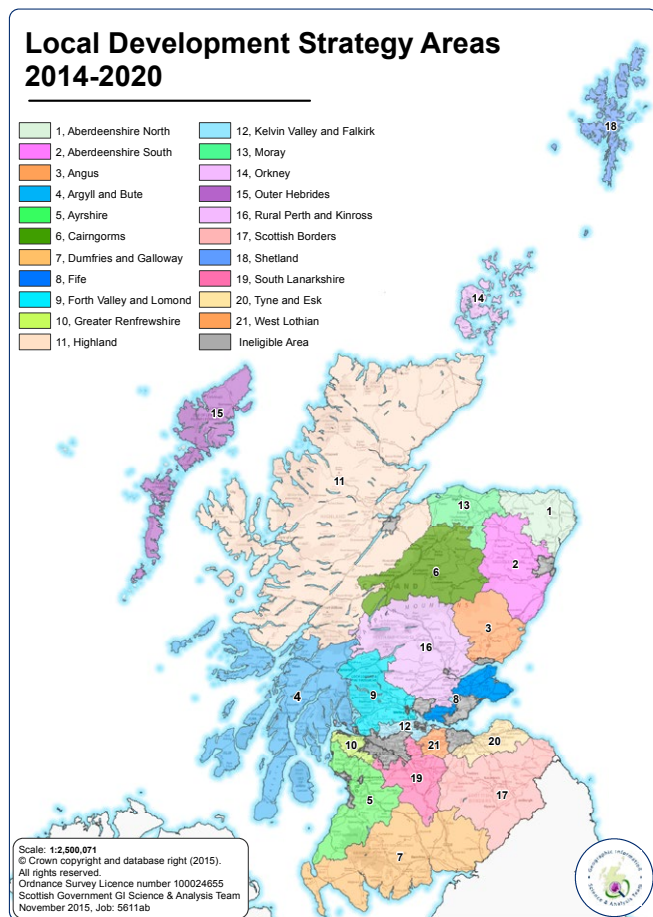 Local Development Strategy Areas
2014-2020
1, Aberdeenshire North
2, Aberdeenshire South
3, Angus
4, Argyll and Bute
5, Ayrshire
6, Cairngorms
7, Dumfries and Galloway
8, Fife
9, Forth Valley and Lomond
10, Greater Renfrewshire
11, Highland
12, Kelvin Valley and Falkirk
13, Moray
14, Orkney
15, Outer Hebrides
16, Rural Perth and Kinross
17, Scottish Borders
18, Shetland
19, South Lanarkshire
20, Tyne and Esk
21, West Lothian
Ineligible Area
18
14
15
11
13
1
2
6
3
16
4
9
8
12
10
21
20
19
17
5
7
Scale: 1:2,500,071
© Crown copyright and database right (2015).
All rights reserved.
Ordnance Survey Licence number 100024655
Scottish Government GI Science & Analysis Team
November 2015, Job: 5611ab
Geographic Information
Science & Analysis Team